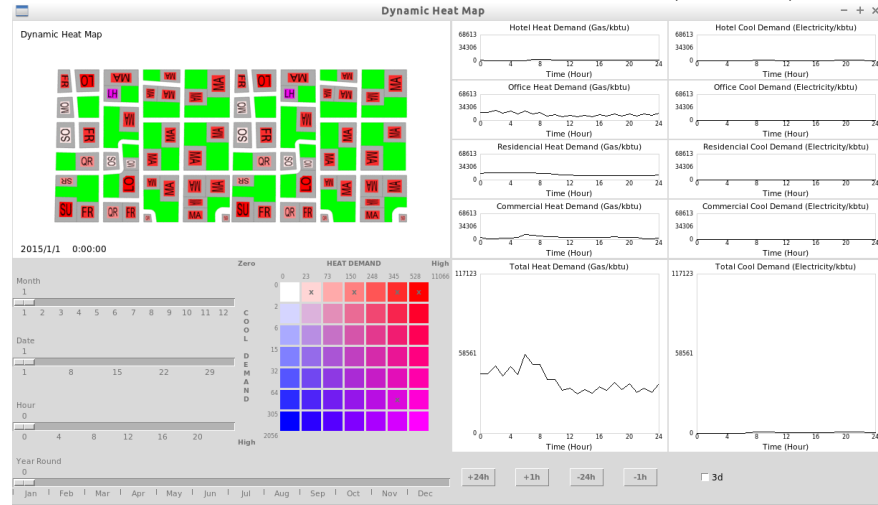 Dynamic Heat Map
Dynamic Heat Map
2015/1/1 0:00:00
Month
1
1 2 3 4 5 6 7 8 9 10 11 12
Date
1
1 8 15 22 29
Hour
0
0 4 8 12 16 20
Year Round
0
Jan Feb Mar Apr May Jun Jul Aug Sep Oct Nov Dec
Zero HEAT DEMAND High
0 23 73 150 248 345 528 11066
0
2
6
15
32
64
305
2056
COOL DEMAND
High
x x x x
x
Hotel Heat Demand (Gas/kbtu)
68613
34306
0
0 4 8 12 16 20 24
Time (Hour)
Hotel Cool Demand (Electricity/kbtu)
68613
34306
0
0 4 8 12 16 20 24
Time (Hour)
Office Heat Demand (Gas/kbtu)
68613
34306
0
0 4 8 12 16 20 24
Time (Hour)
Office Cool Demand (Electricity/kbtu)
68613
34306
0
0 4 8 12 16 20 24
Time (Hour)
Residencial Heat Demand (Gas/kbtu)
68613
34306
0
0 4 8 12 16 20 24
Time (Hour)
Residencial Cool Demand (Electricity/kbtu)
68613
34306
0
0 4 8 12 16 20 24
Time (Hour)
Commercial Heat Demand (Gas/kbtu)
68613
34306
0
0 4 8 12 16 20 24
Time (Hour)
Commercial Cool Demand (Electricity/kbtu)
68613
34306
0
0 4 8 12 16 20 24
Time (Hour)
Total Heat Demand (Gas/kbtu)
117123
58561
0
0 4 8 12 16 20 24
Time (Hour)
Total Cool Demand (Electricity/kbtu)
117123
58561
0
0 4 8 12 16 20 24
Time (Hour)
+24h +1h -24h -1h 3d